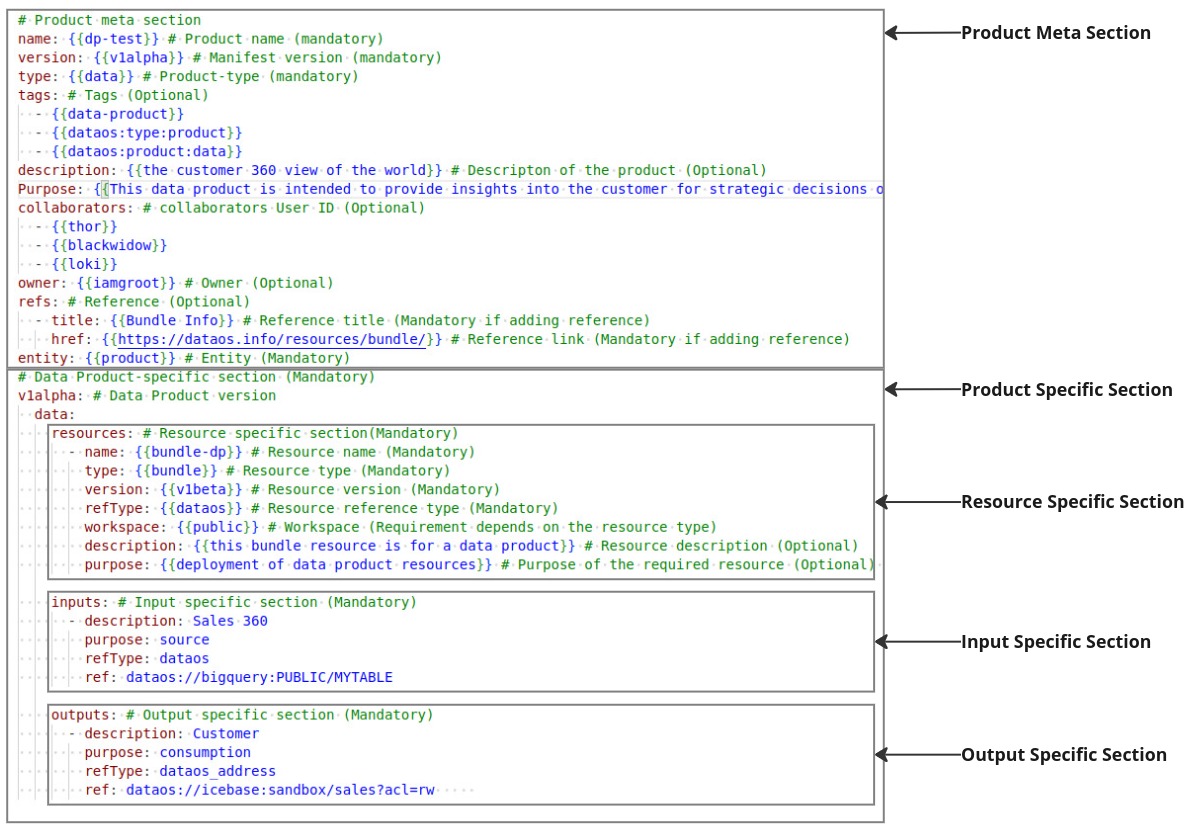 # Product meta section
name: {{dp-test}} # Product name (mandatory)
version: {{v1alpha}} # Manifest version (mandatory)
type: {{data}} # Product-type (mandatory)
tags: # Tags (Optional)
  - {{data-product}}
  - {{dataos:type:product}}
  - {{dataos:product:data}}
description: {{the customer 360 view of the world}} # Descripton of the product (Optional)
Purpose: {{This data product is intended to provide insights into the customer for strategic decisions o
collaborators: # collaborators User ID (Optional)
  - {{thor}}
  - {{blackwidow}}
  - {{loki}}
owner: {{iamgroot}} # Owner (Optional)
refs: # Reference (Optional)
  - title: {{Bundle Info}} # Reference title (Mandatory if adding reference)
    href: {{https://dataos.info/resources/bundle/}} # Reference link (Mandatory if adding reference)
entity: {{product}} # Entity (Mandatory)
Product Meta Section
# Data Product-specific section (Mandatory)
v1alpha: # Data Product version
  data:
Product Specific Section
    resources: # Resource specific section(Mandatory)
      - name: {{bundle-dp}} # Resource name (Mandatory)
        type: {{bundle}} # Resource type (Mandatory)
        version: {{v1beta}} # Resource version (Mandatory)
        refType: {{dataos}} # Resource reference type (Mandatory)
        workspace: {{public}} # Workspace (Requirement depends on the resource type)
        description: {{this bundle resource is for a data product}} # Resource description (Optional)
        purpose: {{deployment of data product resources}} # Purpose of the required resource (Optional)
Resource Specific Section
    inputs: # Input specific section (Mandatory)
      - description: Sales 360
        purpose: source
        refType: dataos
        ref: dataos://bigquery:PUBLIC/MYTABLE
Input Specific Section
    outputs: # Output specific section (Mandatory)
      - description: Customer
        purpose: consumption
        refType: dataos_address
        ref: dataos://icebase:sandbox/sales?acl=rw
Output Specific Section